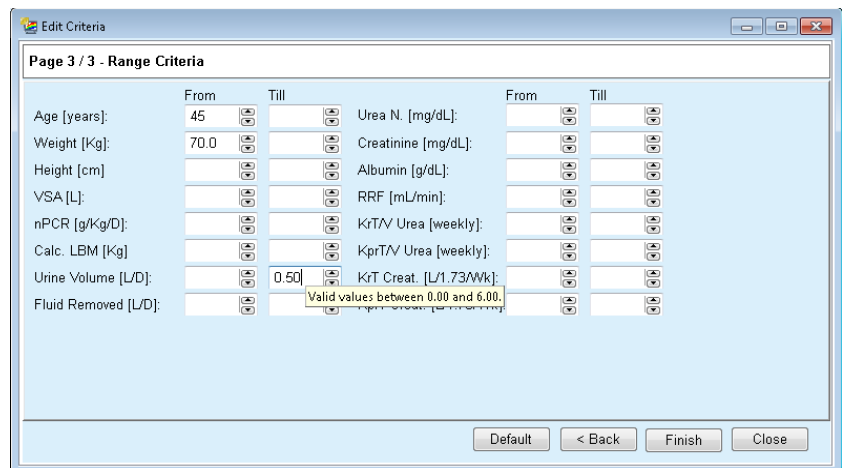 Edit Criteria
Page 3 / 3 - Range Criteria
From Till From Till
Age [years]: 45 Urea N. [mg/dL]:
Weight [Kg]: 70.0 Creatinine [mg/dL]:
Height [cm] Albumin [g/dL]:
VSA [L]: RRF [mL/min]:
nPCR [g/Kg/D]: KrT/V Urea [weekly]:
Calc. LBM [Kg] KprT/V Urea [weekly]:
Urine Volume [L/D]: 0.50 KrT Creat. [L/1.73/Wk]:
Valid values between 0.00 and 6.00.
Fluid Removed [L/D]:
Default < Back Finish Close